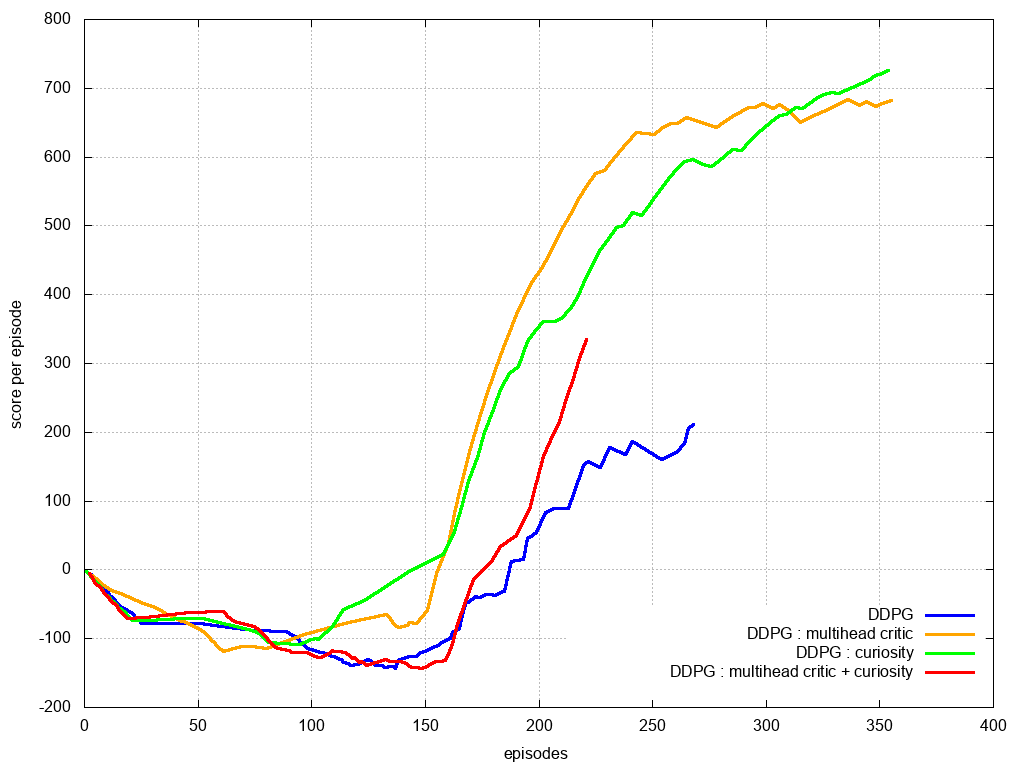 800
700
600
500
400
300
200
100
0
-100
-200
score per episode
DDPG
DDPG : multihead critic
DDPG : curiosity
DDPG : multihead critic + curiosity
0 50 100 150 200 250 300 350 400
episodes